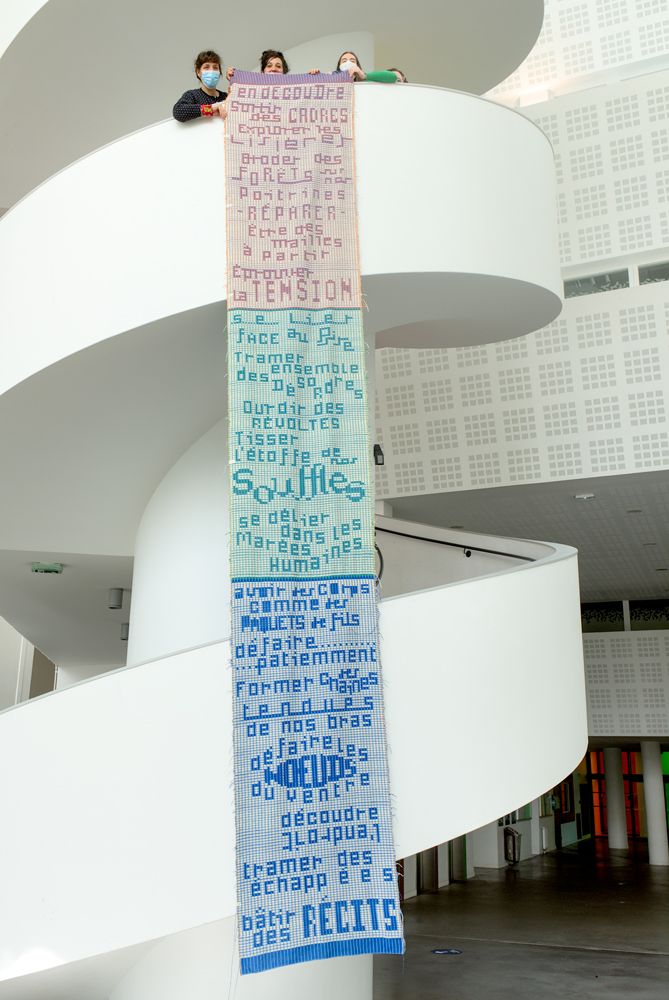 en DÉCOUDRE
Sortir
des CADRES
Explorer les
Lisières
Broder des
FORÊTS sur nos
Poitrines
-RÉPARER-
Être des
mailles
à partir
Éprouver
la TENSION
se Lier
FACE au Pire
Tramer
ensemble
des DÉSORDRES
Ourdir des
RÉVOLTES
Tisser
l'étoffe de nos
Souffles
se délier
dans les
Marées
HUMAINES
avoir des corps
comme des
PAQUETS de fils
défaire.........
...patiemment
Former des chaînes
tendues
de nos bras
défaire les
NOEUDS
du ventre
découdre
l'aud-
tramer des
échappées
bâtir
des RÉCITS